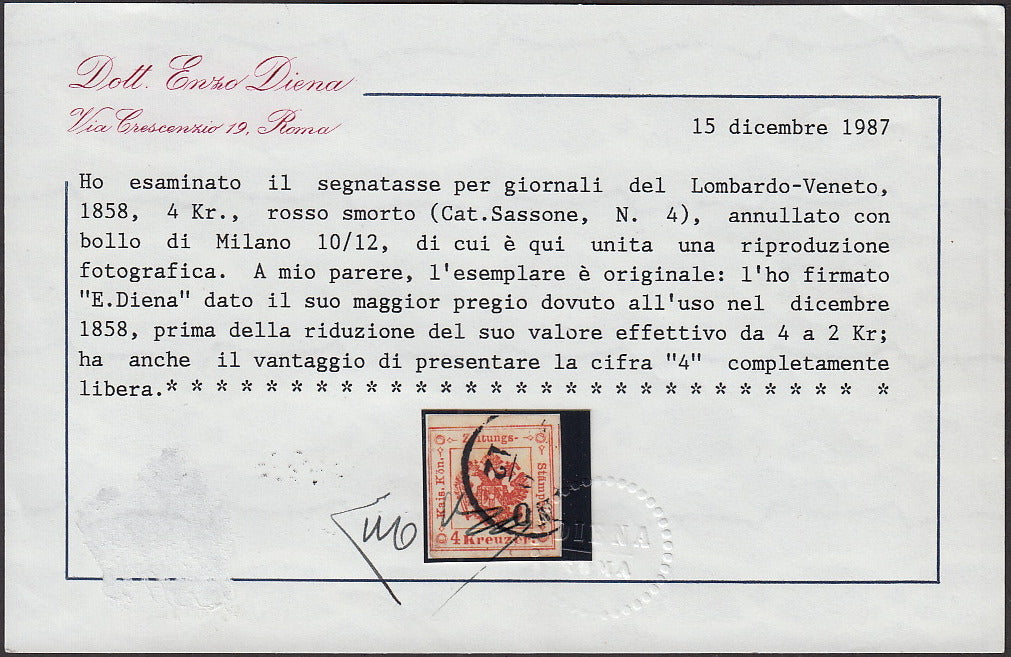 Dott. Enzo Diena
Via Crescenzio 19, Roma
15 dicembre 1987
Ho esaminato il segnatasse per giornali del Lombardo-Veneto,
1858, 4 Kr., rosso smorto (Cat.Sassone, N. 4), annullato con
bollo di Milano 10/12, di cui è qui unita una riproduzione
fotografica. A mio parere, l'esemplare è originale: l'ho firmato
"E.Diena" dato il suo maggior pregio dovuto all'uso nel dicembre
1858, prima della riduzione del suo valore effettivo da 4 a 2 Kr;
ha anche il vantaggio di presentare la cifra "4" completamente
libera.* * * * * * * * * * * * * * * * * * * * * * * * * * * * * *
Zeitungs-
Kais. Kön.
12
4 Kreuzer.